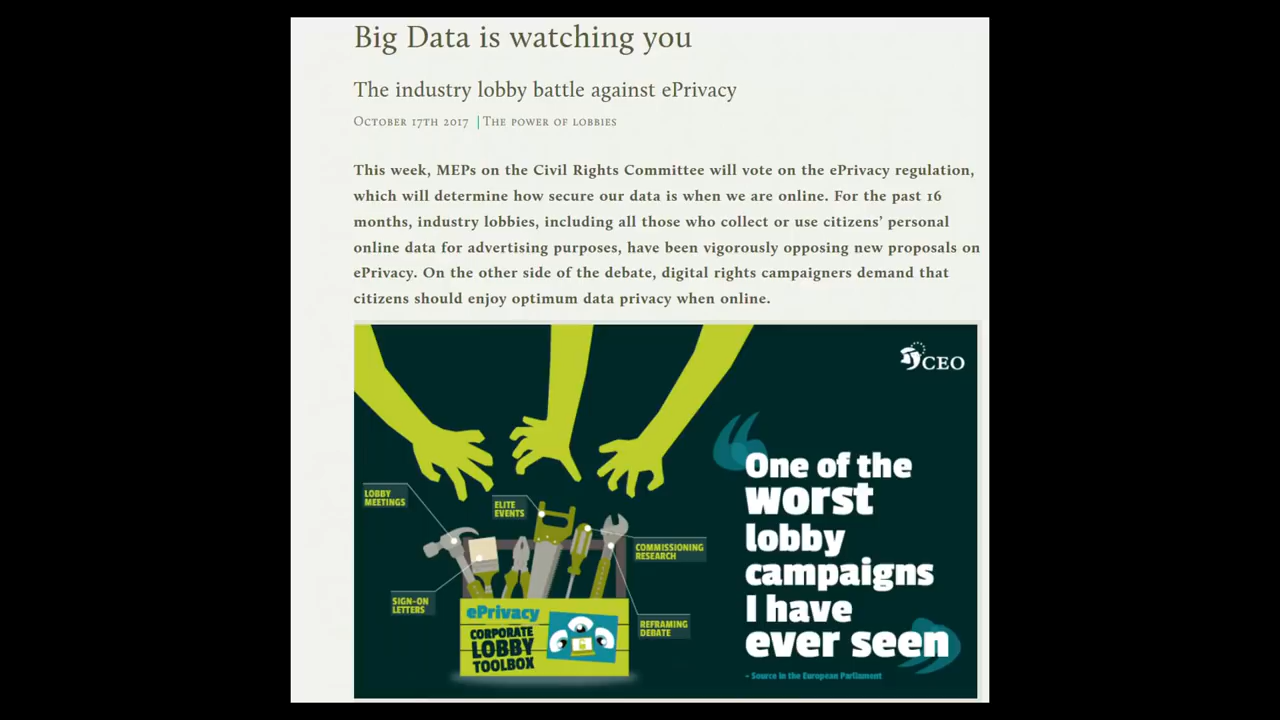 Big Data is watching you
The industry lobby battle against ePrivacy
October 17th 2017 | The power of lobbies
This week, MEPs on the Civil Rights Committee will vote on the ePrivacy regulation,
which will determine how secure our data is when we are online. For the past 16
months, industry lobbies, including all those who collect or use citizens’ personal
online data for advertising purposes, have been vigorously opposing new proposals on
ePrivacy. On the other side of the debate, digital rights campaigners demand that
citizens should enjoy optimum data privacy when online.
CEO
LOBBY
MEETINGS
ELITE
EVENTS
COMMISSIONING
RESEARCH
SIGN-ON
LETTERS
REFRAMING
DEBATE
ePrivacy
CORPORATE
LOBBY
TOOLBOX
“One of the
worst
lobby
campaigns
I have
ever seen”
- Source in the European Parliament